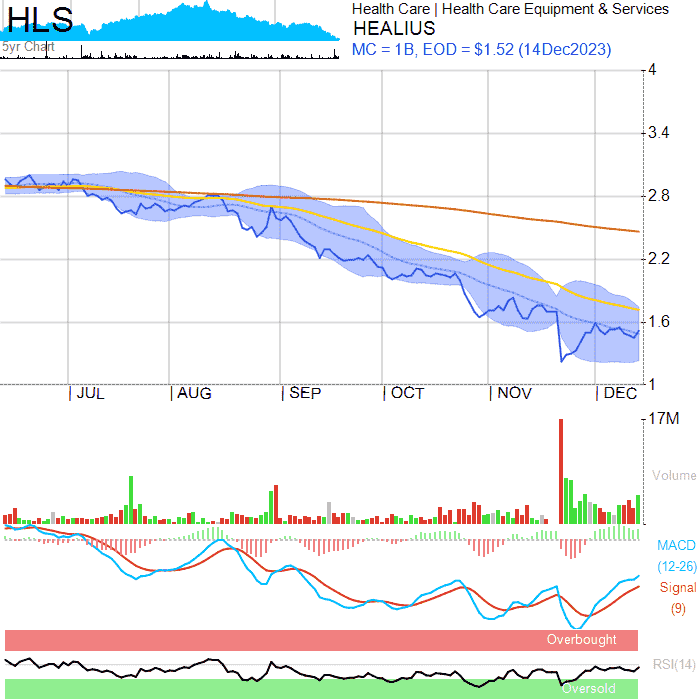 HLS
5yr Chart
Health Care | Health Care Equipment & Services
HEALIUS
MC = 1B, EOD = $1.52 (14Dec2023)
4
3.4
2.8
2.2
1.6
1
JUL AUG SEP OCT NOV DEC
17M
Volume
MACD
(12-26)
Signal
(9)
Overbought
RSI(14)
Oversold